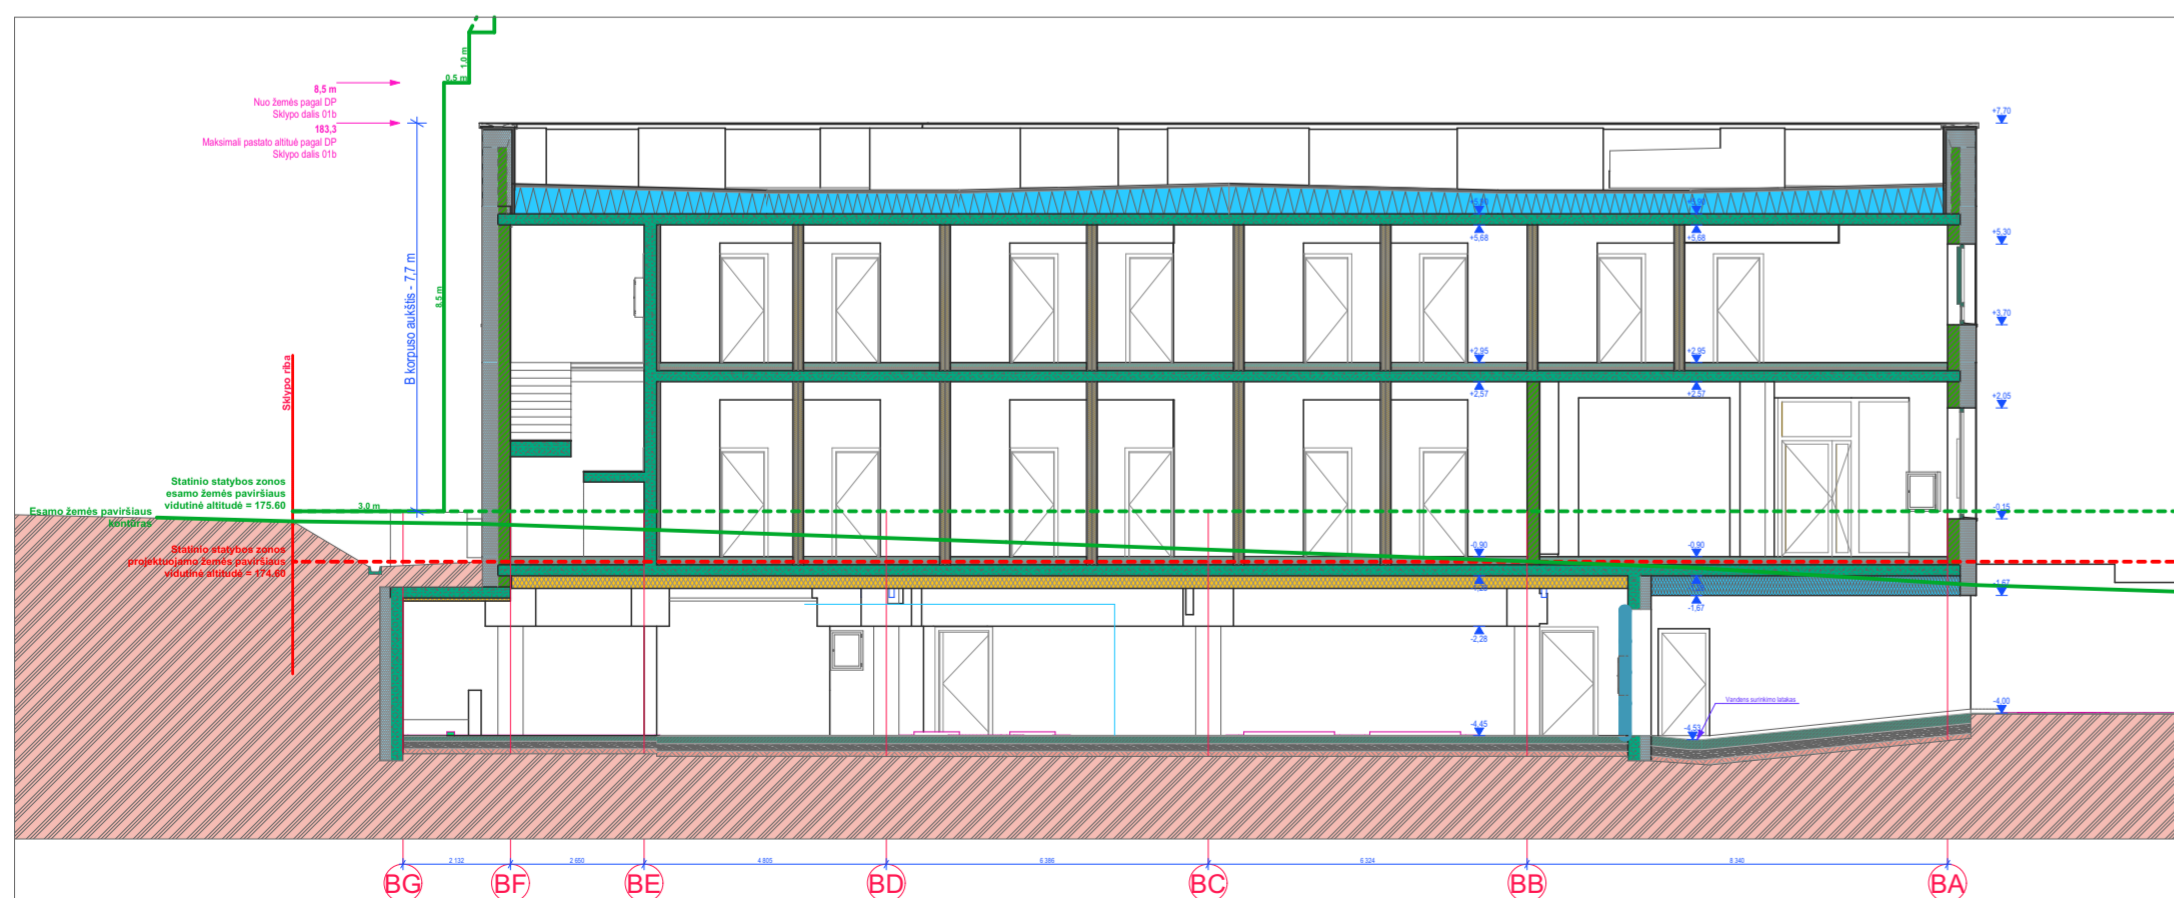 1,0 m
0,5 m
8,5 m
Nuo žemės pagal DP
Sklypo dalis 01b
183,3
Maksimali pastato altitudė pagal DP
Sklypo dalis 01b
B korpuso aukštis - 7,7 m
8,5 m
Sklypo riba
Statinio statybos zonos
esamo žemės paviršiaus
vidutinė altitudė = 175.60
3,0 m
Esamo žemės paviršiaus
kontūras
Statinio statybos zonos
projektuojamo žemės paviršiaus
vidutinė altitudė = 174.60
+7,70
+5,90
+5,90
+5,68
+5,68
+5,30
+3,70
+2,95
+2,95
+2,57
+2,57
+2,05
-0,15
-0,90
-0,90
-1,67
-1,67
-2,28
Vandens surinkimo latakas
-4,00
-4,45
-4,53
2 132
2 650
4 805
6 386
6 324
8 340
BG
BF
BE
BD
BC
BB
BA